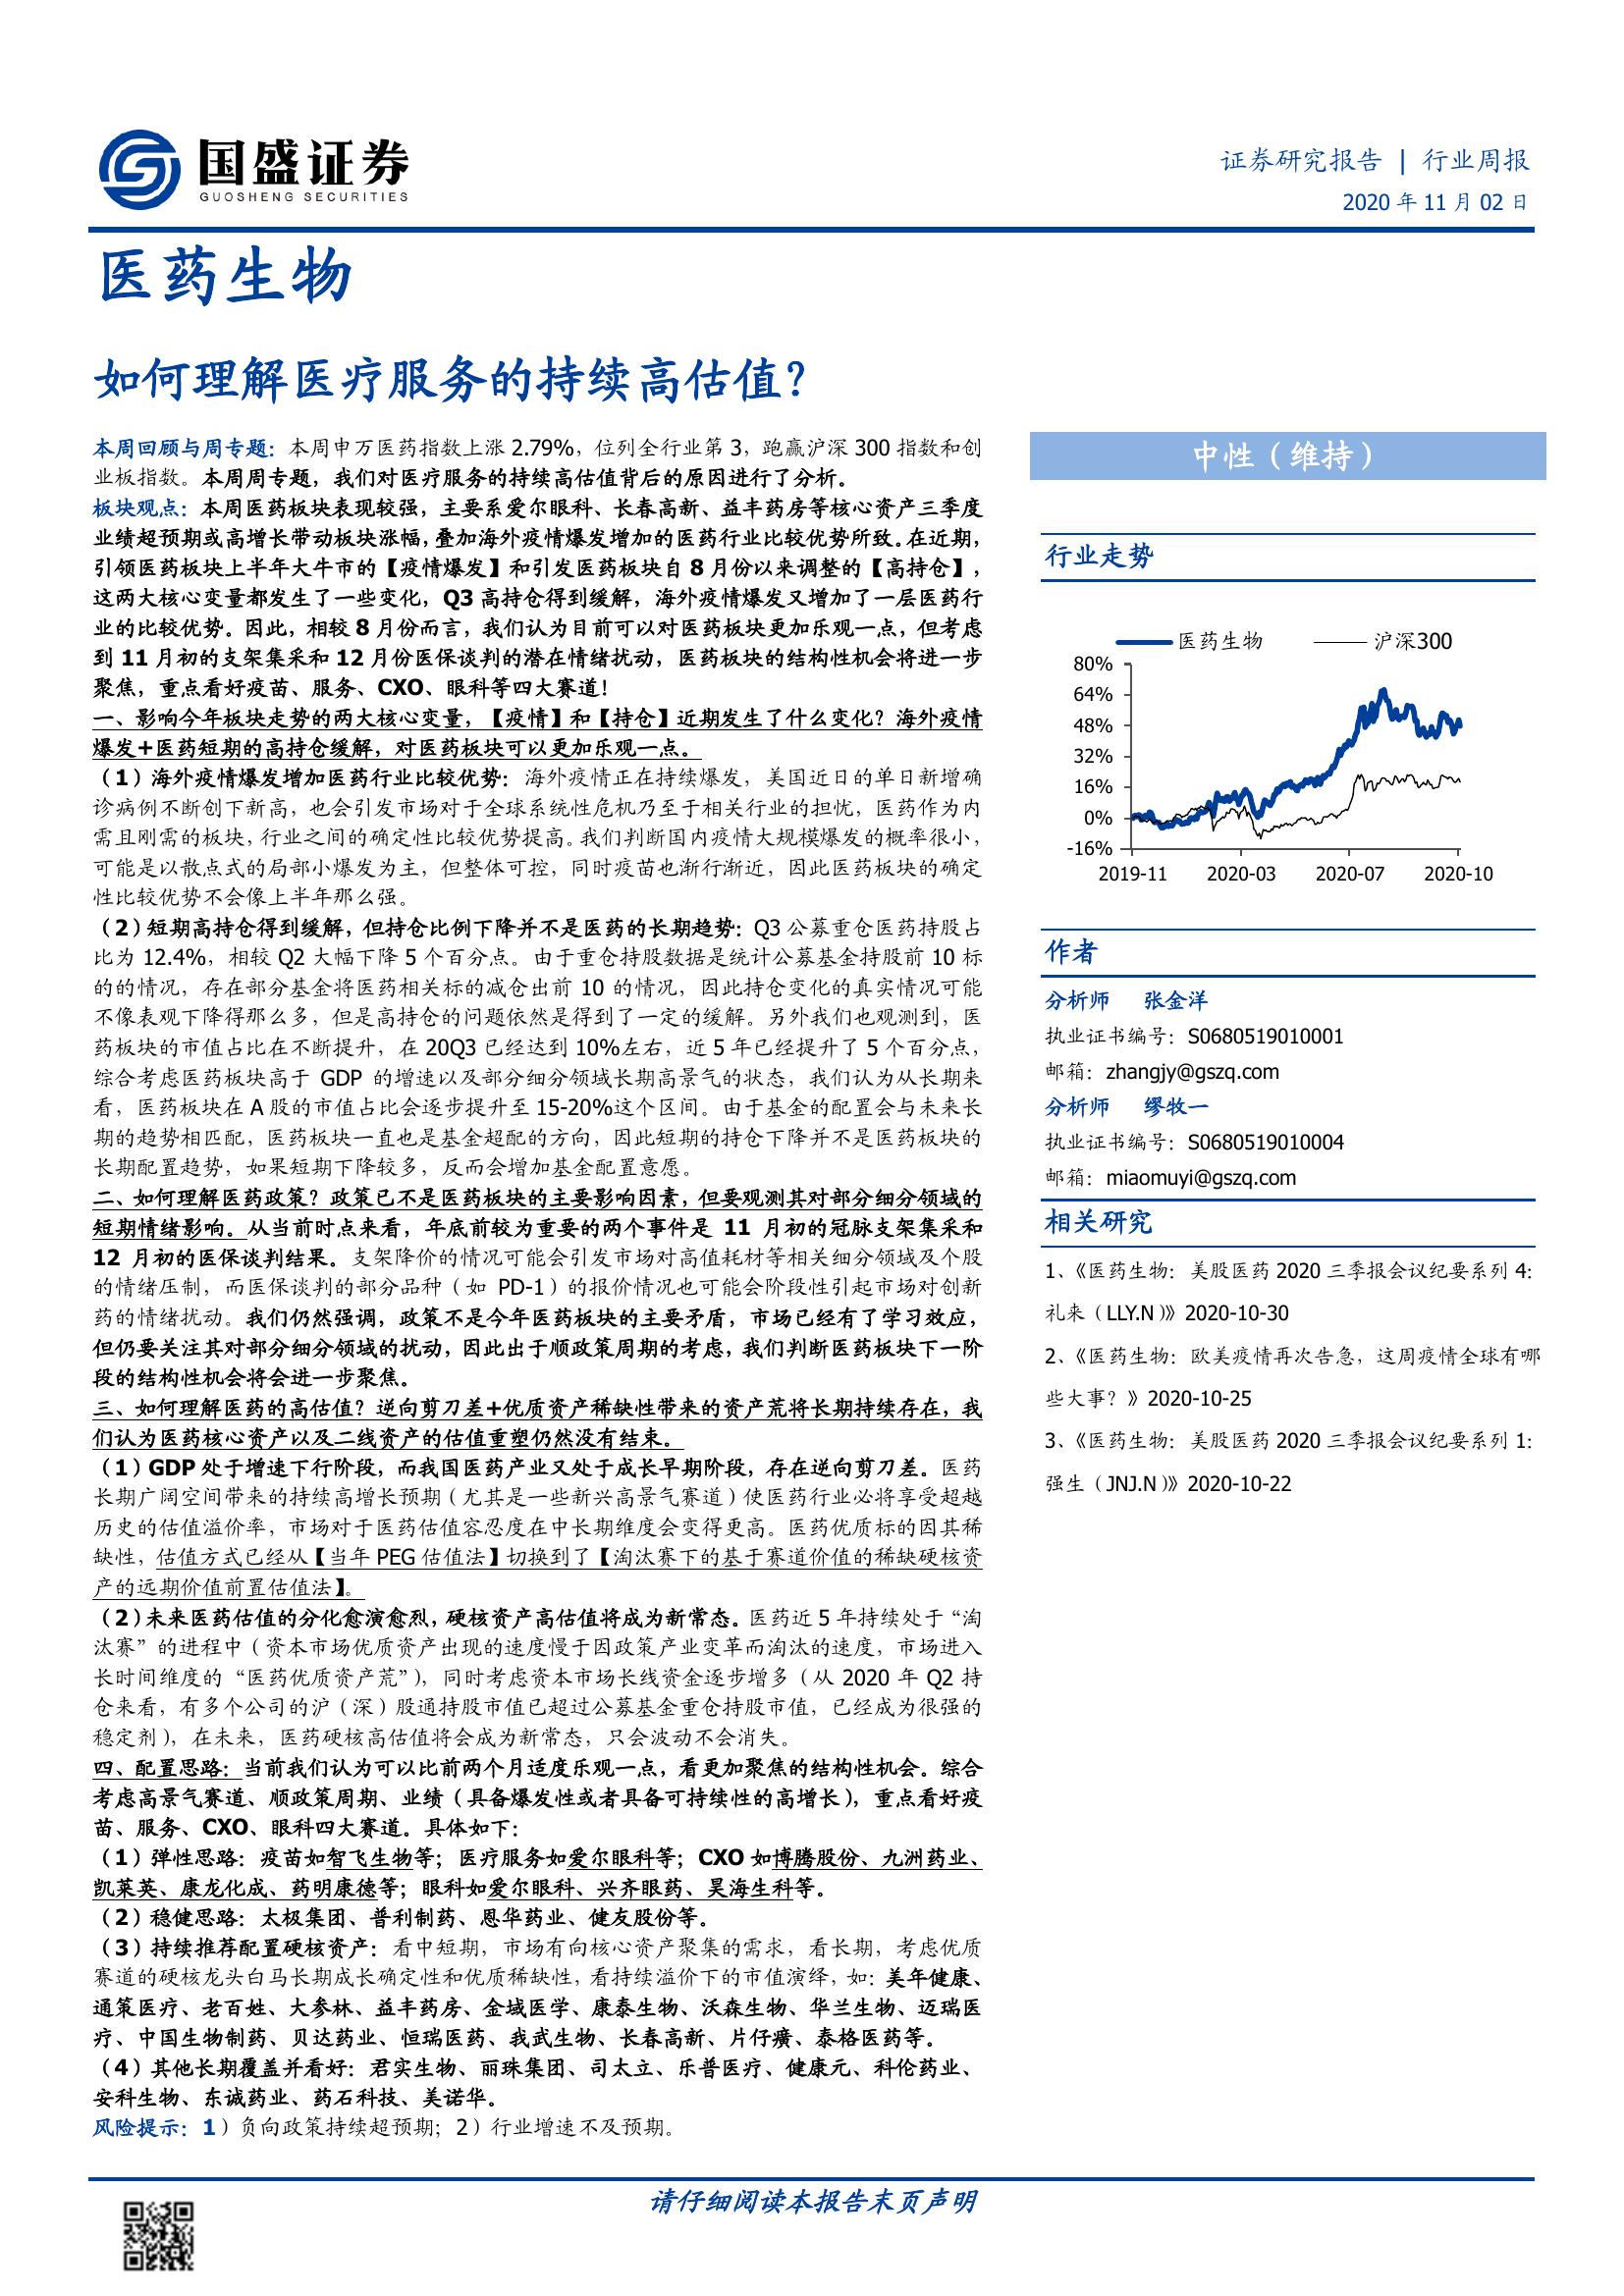 国盛证券
GUOSHENG SECURITIES
证券研究报告 | 行业周报
2020 年 11 月 02 日
医药生物
如何理解医疗服务的持续高估值？
本周回顾与周专题：本周申万医药指数上涨 2.79%，位列全行业第 3，跑赢沪深 300 指数和创
业板指数。本周周专题，我们对医疗服务的持续高估值背后的原因进行了分析。
板块观点：本周医药板块表现较强，主要系爱尔眼科、长春高新、益丰药房等核心资产三季度
业绩超预期或高增长带动板块涨幅，叠加海外疫情爆发增加的医药行业比较优势所致。在近期，
引领医药板块上半年大牛市的【疫情爆发】和引发医药板块自 8 月份以来调整的【高持仓】，
这两大核心变量都发生了一些变化，Q3 高持仓得到缓解，海外疫情爆发又增加了一层医药行
业的比较优势。因此，相较 8 月份而言，我们认为目前可以对医药板块更加乐观一点，但考虑
到 11 月初的支架集采和 12 月份医保谈判的潜在情绪扰动，医药板块的结构性机会将进一步
聚焦，重点看好疫苗、服务、CXO、眼科等四大赛道！
一、影响今年板块走势的两大核心变量，【疫情】和【持仓】近期发生了什么变化？海外疫情
爆发+医药短期的高持仓缓解，对医药板块可以更加乐观一点。
（1）海外疫情爆发增加医药行业比较优势：海外疫情正在持续爆发，美国近日的单日新增确
诊病例不断创下新高，也会引发市场对于全球系统性危机乃至于相关行业的担忧，医药作为内
需且刚需的板块，行业之间的确定性比较优势提高。我们判断国内疫情大规模爆发的概率很小，
可能是以散点式的局部小爆发为主，但整体可控，同时疫苗也渐行渐近，因此医药板块的确定
性比较优势不会像上半年那么强。
（2）短期高持仓得到缓解，但持仓比例下降并不是医药的长期趋势：Q3 公募重仓医药持股占
比为 12.4%，相较 Q2 大幅下降 5 个百分点。由于重仓持股数据是统计公募基金持股前 10 标
的的情况，存在部分基金将医药相关标的减仓出前 10 的情况，因此持仓变化的真实情况可能
不像表观下降得那么多，但是高持仓的问题依然是得到了一定的缓解。另外我们也观测到，医
药板块的市值占比在不断提升，在 20Q3 已经达到 10%左右，近 5 年已经提升了 5 个百分点，
综合考虑医药板块高于 GDP 的增速以及部分细分领域长期高景气的状态，我们认为从长期来
看，医药板块在 A 股的市值占比会逐步提升至 15-20%这个区间。由于基金的配置会与未来长
期的趋势相匹配，医药板块一直也是基金超配的方向，因此短期的持仓下降并不是医药板块的
长期配置趋势，如果短期下降较多，反而会增加基金配置意愿。
二、如何理解医药政策？政策已不是医药板块的主要影响因素，但要观测其对部分细分领域的
短期情绪影响。从当前时点来看，年底前较为重要的两个事件是 11 月初的冠脉支架集采和
12 月初的医保谈判结果。支架降价的情况可能会引发市场对高值耗材等相关细分领域及个股
的情绪压制，而医保谈判的部分品种（如 PD-1）的报价情况也可能会阶段性引起市场对创新
药的情绪扰动。我们仍然强调，政策不是今年医药板块的主要矛盾，市场已经有了学习效应，
但仍要关注其对部分细分领域的扰动，因此出于顺政策周期的考虑，我们判断医药板块下一阶
段的结构性机会将会进一步聚焦。
三、如何理解医药的高估值？逆向剪刀差+优质资产稀缺性带来的资产荒将长期持续存在，我
们认为医药核心资产以及二线资产的估值重塑仍然没有结束。
（1）GDP 处于增速下行阶段，而我国医药产业又处于成长早期阶段，存在逆向剪刀差。医药
长期广阔空间带来的持续高增长预期（尤其是一些新兴高景气赛道）使医药行业必将享受超越
历史的估值溢价率，市场对于医药估值容忍度在中长期维度会变得更高。医药优质标的因其稀
缺性，估值方式已经从【当年 PEG 估值法】切换到了【淘汰赛下的基于赛道价值的稀缺硬核资
产的远期价值前置估值法】。
（2）未来医药估值的分化愈演愈烈，硬核资产高估值将成为新常态。医药近 5 年持续处于“淘
汰赛”的进程中（资本市场优质资产出现的速度慢于因政策产业变革而淘汰的速度，市场进入
长时间维度的“医药优质资产荒”），同时考虑资本市场长线资金逐步增多（从 2020 年 Q2 持
仓来看，有多个公司的沪（深）股通持股市值已超过公募基金重仓持股市值，已经成为很强的
稳定剂），在未来，医药硬核高估值将会成为新常态，只会波动不会消失。
四、配置思路：当前我们认为可以比前两个月适度乐观一点，看更加聚焦的结构性机会。综合
考虑高景气赛道、顺政策周期、业绩（具备爆发性或者具备可持续性的高增长），重点看好疫
苗、服务、CXO、眼科四大赛道。具体如下：
（1）弹性思路：疫苗如智飞生物等；医疗服务如爱尔眼科等；CXO 如博腾股份、九洲药业、
凯莱英、康龙化成、药明康德等；眼科如爱尔眼科、兴齐眼药、昊海生科等。
（2）稳健思路：太极集团、普利制药、恩华药业、健友股份等。
（3）持续推荐配置硬核资产：看中短期，市场有向核心资产聚集的需求，看长期，考虑优质
赛道的硬核龙头白马长期成长确定性和优质稀缺性，看持续溢价下的市值演绎，如：美年健康、
通策医疗、老百姓、大参林、益丰药房、金域医学、康泰生物、沃森生物、华兰生物、迈瑞医
疗、中国生物制药、贝达药业、恒瑞医药、我武生物、长春高新、片仔癀、泰格医药等。
（4）其他长期覆盖并看好：君实生物、丽珠集团、司太立、乐普医疗、健康元、科伦药业、
安科生物、东诚药业、药石科技、美诺华。
风险提示：1）负向政策持续超预期；2）行业增速不及预期。
中性（维持）
行业走势
医药生物 沪深300
80%
64%
48%
32%
16%
0%
-16%
2019-11 2020-03 2020-07 2020-10
作者
分析师 张金洋
执业证书编号：S0680519010001
邮箱：zhangjy@gszq.com
分析师 缪牧一
执业证书编号：S0680519010004
邮箱：miaomuyi@gszq.com
相关研究
1、《医药生物：美股医药 2020 三季报会议纪要系列 4：
礼来（LLY.N）》2020-10-30
2、《医药生物：欧美疫情再次告急，这周疫情全球有哪
些大事？》2020-10-25
3、《医药生物：美股医药 2020 三季报会议纪要系列 1：
强生（JNJ.N）》2020-10-22
请仔细阅读本报告末页声明